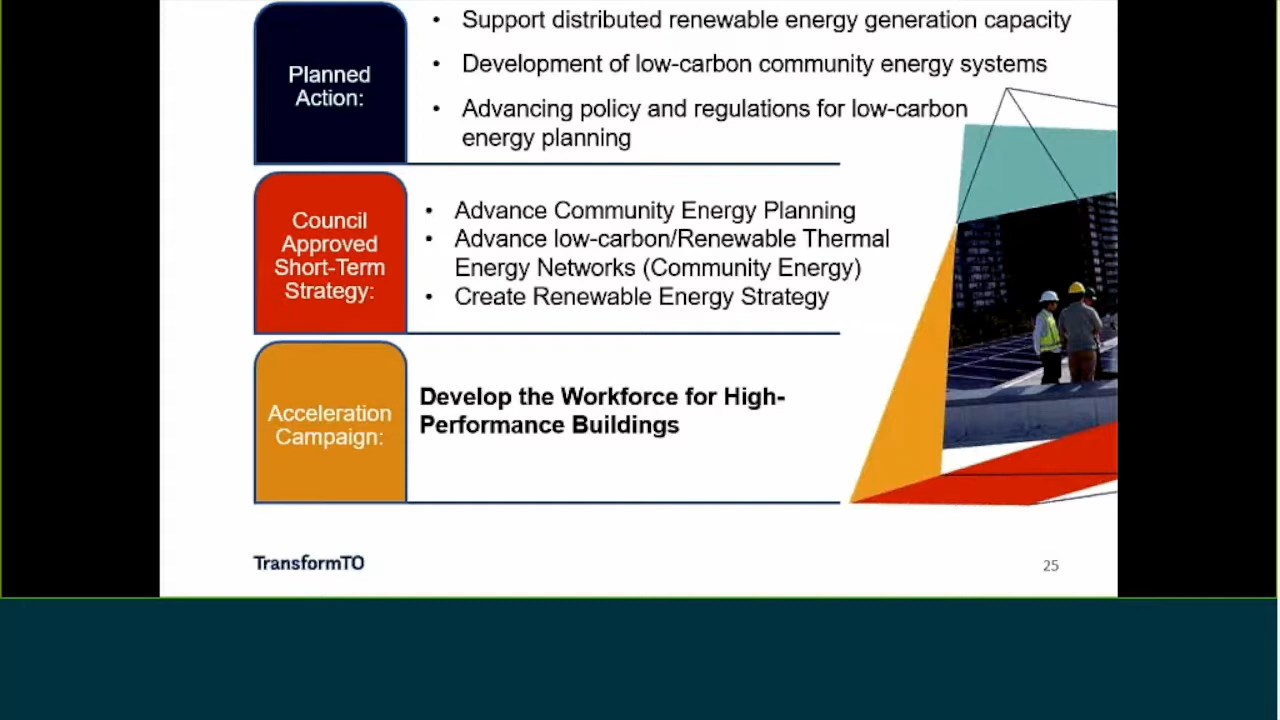 • Support distributed renewable energy generation capacity
• Development of low-carbon community energy systems
Planned
Action:
• Advancing policy and regulations for low-carbon
energy planning
Council
Approved
Short-Term
Strategy:
• Advance Community Energy Planning
• Advance low-carbon/Renewable Thermal
Energy Networks (Community Energy)
• Create Renewable Energy Strategy
Acceleration
Campaign:
Develop the Workforce for High-
Performance Buildings
TransformTO
25